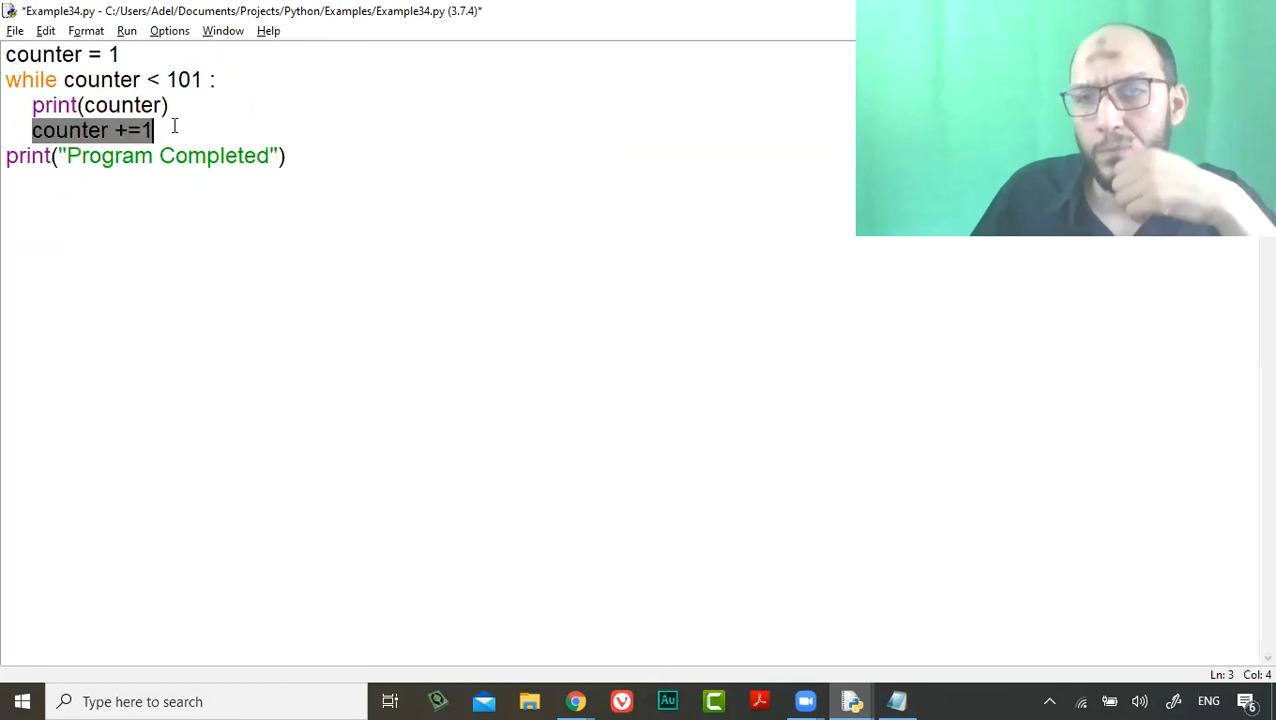 *Example34.py - C:/Users/Adel/Documents/Projects/Python/Examples/Example34.py (3.7.4)*
File Edit Format Run Options Window Help
counter = 1
while counter < 101 :
print(counter)
counter +=1
print("Program Completed")
Ln: 3 Col: 4
Type here to search
Au
ENG
6